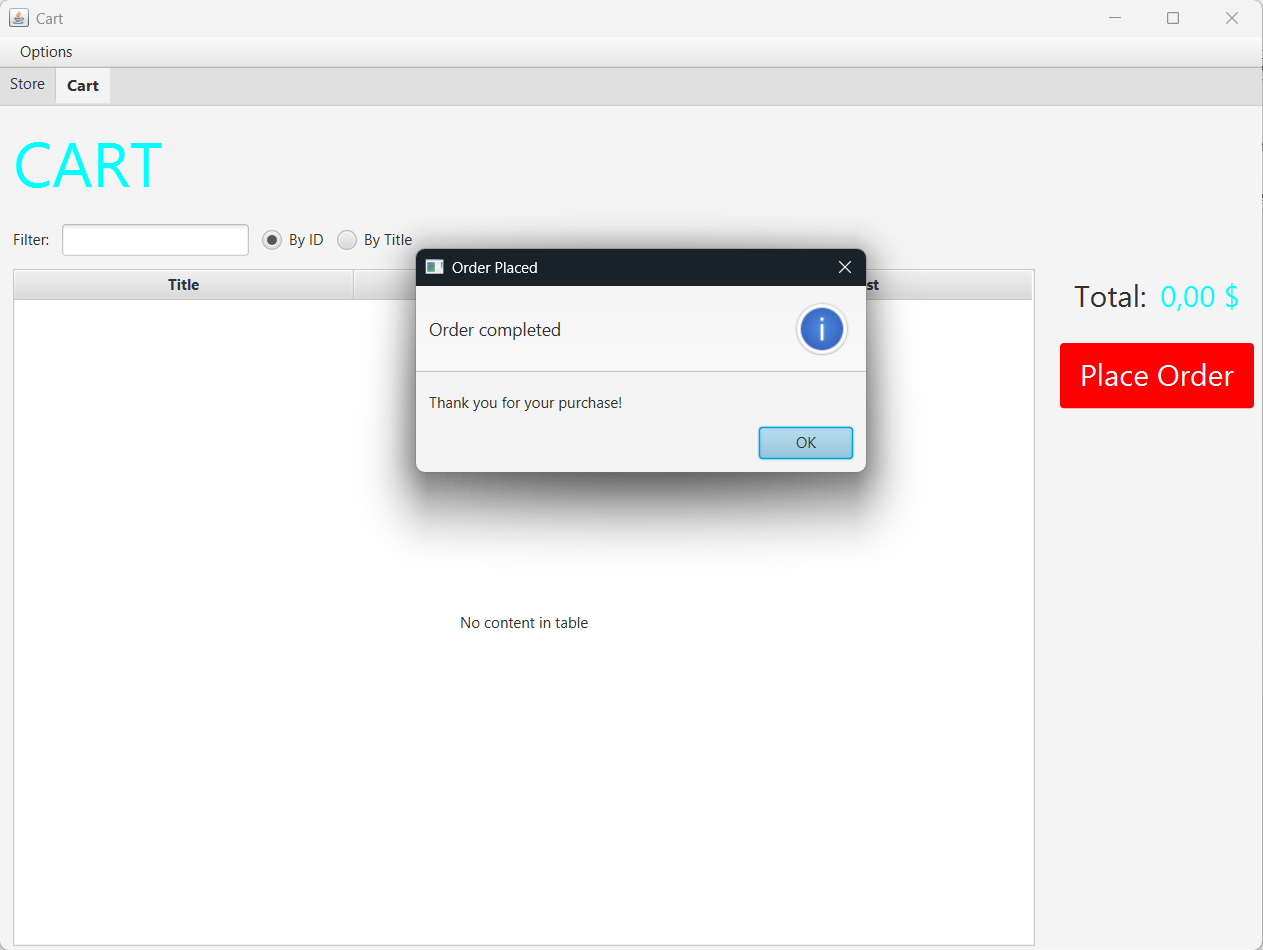 Cart
Options
Store
Cart
CART
Filter:
By ID
By Title
Title
Total: 0,00 $
Place Order
Order Placed
Order completed
Thank you for your purchase!
OK
No content in table